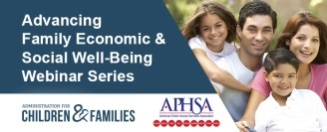 Advancing
Family Economic &
Social Well-Being
Webinar Series
ADMINISTRATION FOR
CHILDREN & FAMILIES
APHSA